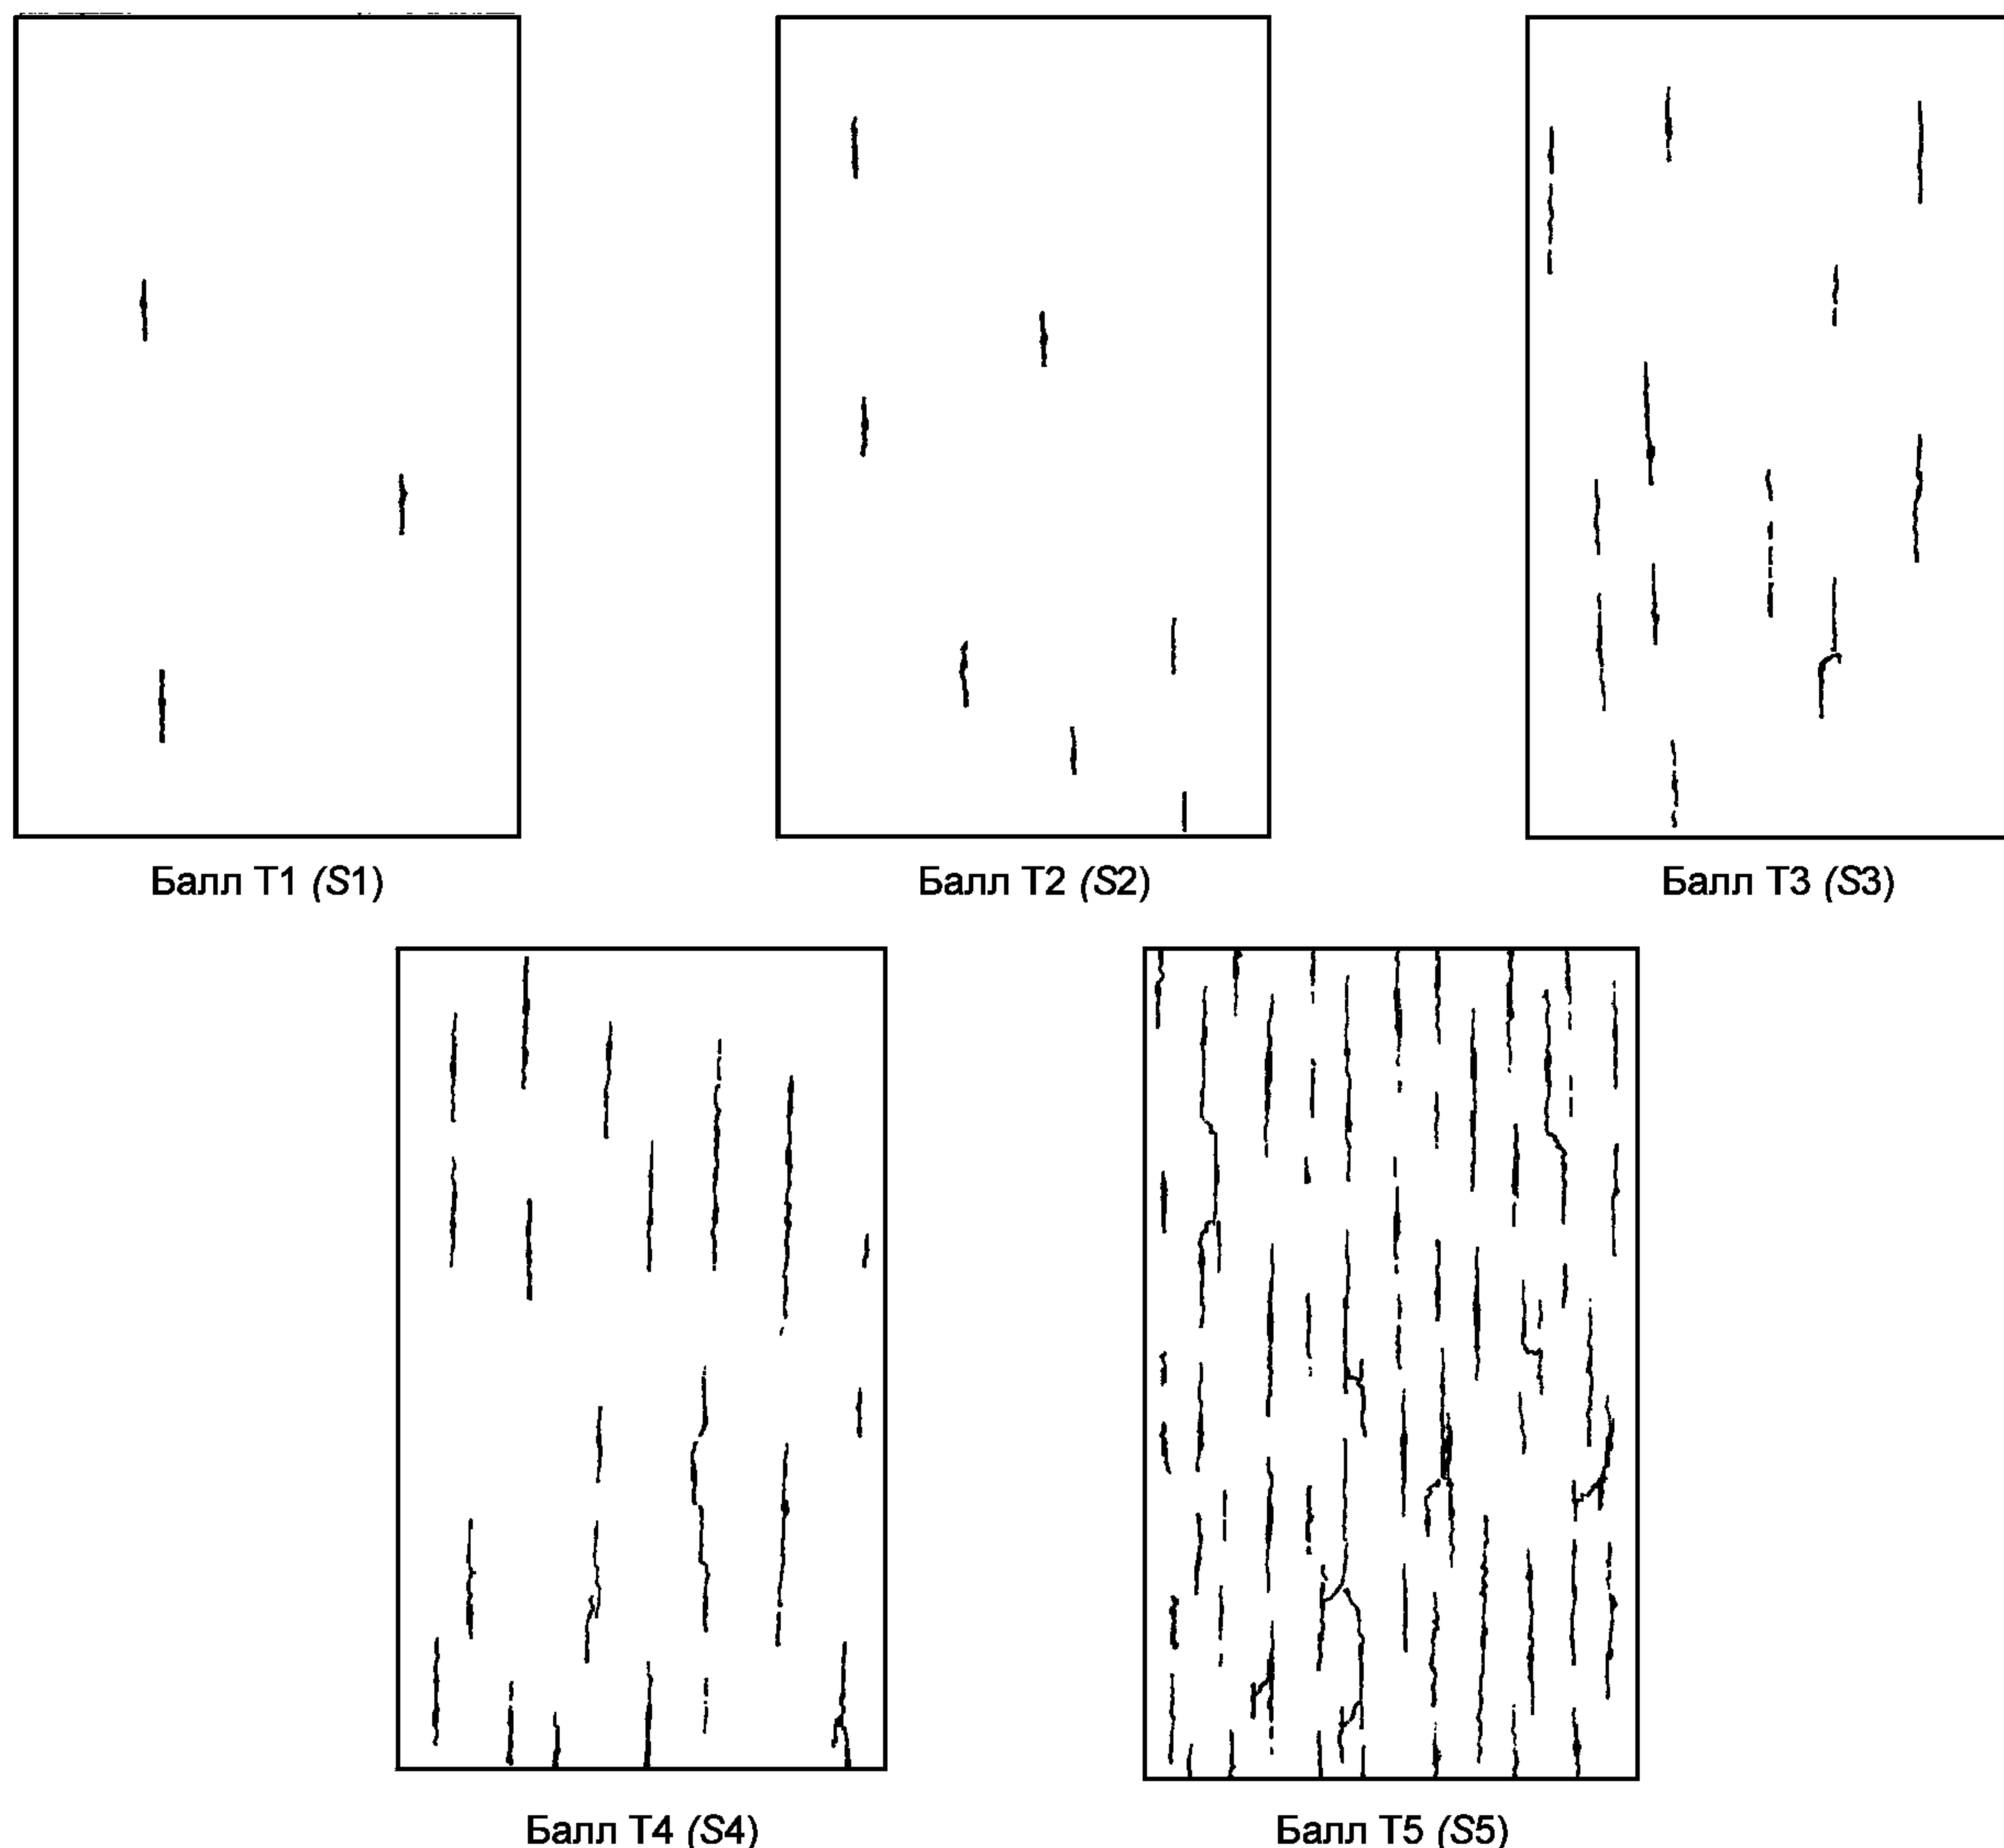 Балл Т1 (S1)
Балл Т2 (S2)
Балл Т3 (S3)
Балл Т4 (S4)
Балл Т5 (S5)